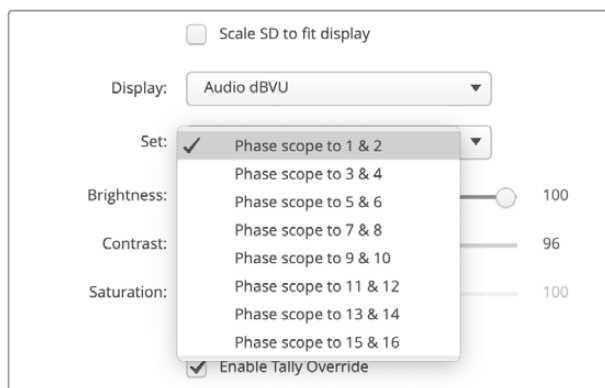 Scale SD to fit display
Display: Audio dBVU
Set: Phase scope to 1 & 2
Phase scope to 3 & 4
Brightness: Phase scope to 5 & 6 100
Phase scope to 7 & 8
Contrast: Phase scope to 9 & 10 96
Phase scope to 11 & 12
Saturation: Phase scope to 13 & 14 100
Phase scope to 15 & 16
Enable Tally Override